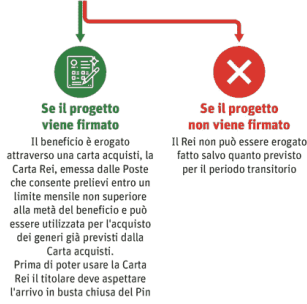 Se il progetto
viene firmato
Il beneficio è erogato
attraverso una carta acquisti, la
Carta Rei, emessa dalle Poste
che consente prelievi entro un
limite mensile non superiore
alla metà del beneficio e può
essere utilizzata per l'acquisto
dei generi già previsti dalla
Carta acquisti.
Prima di poter usare la Carta
Rei il titolare deve aspettare
l'arrivo in busta chiusa del Pin
Se il progetto
non viene firmato
Il Rei non può essere erogato
fatto salvo quanto previsto
per il periodo transitorio